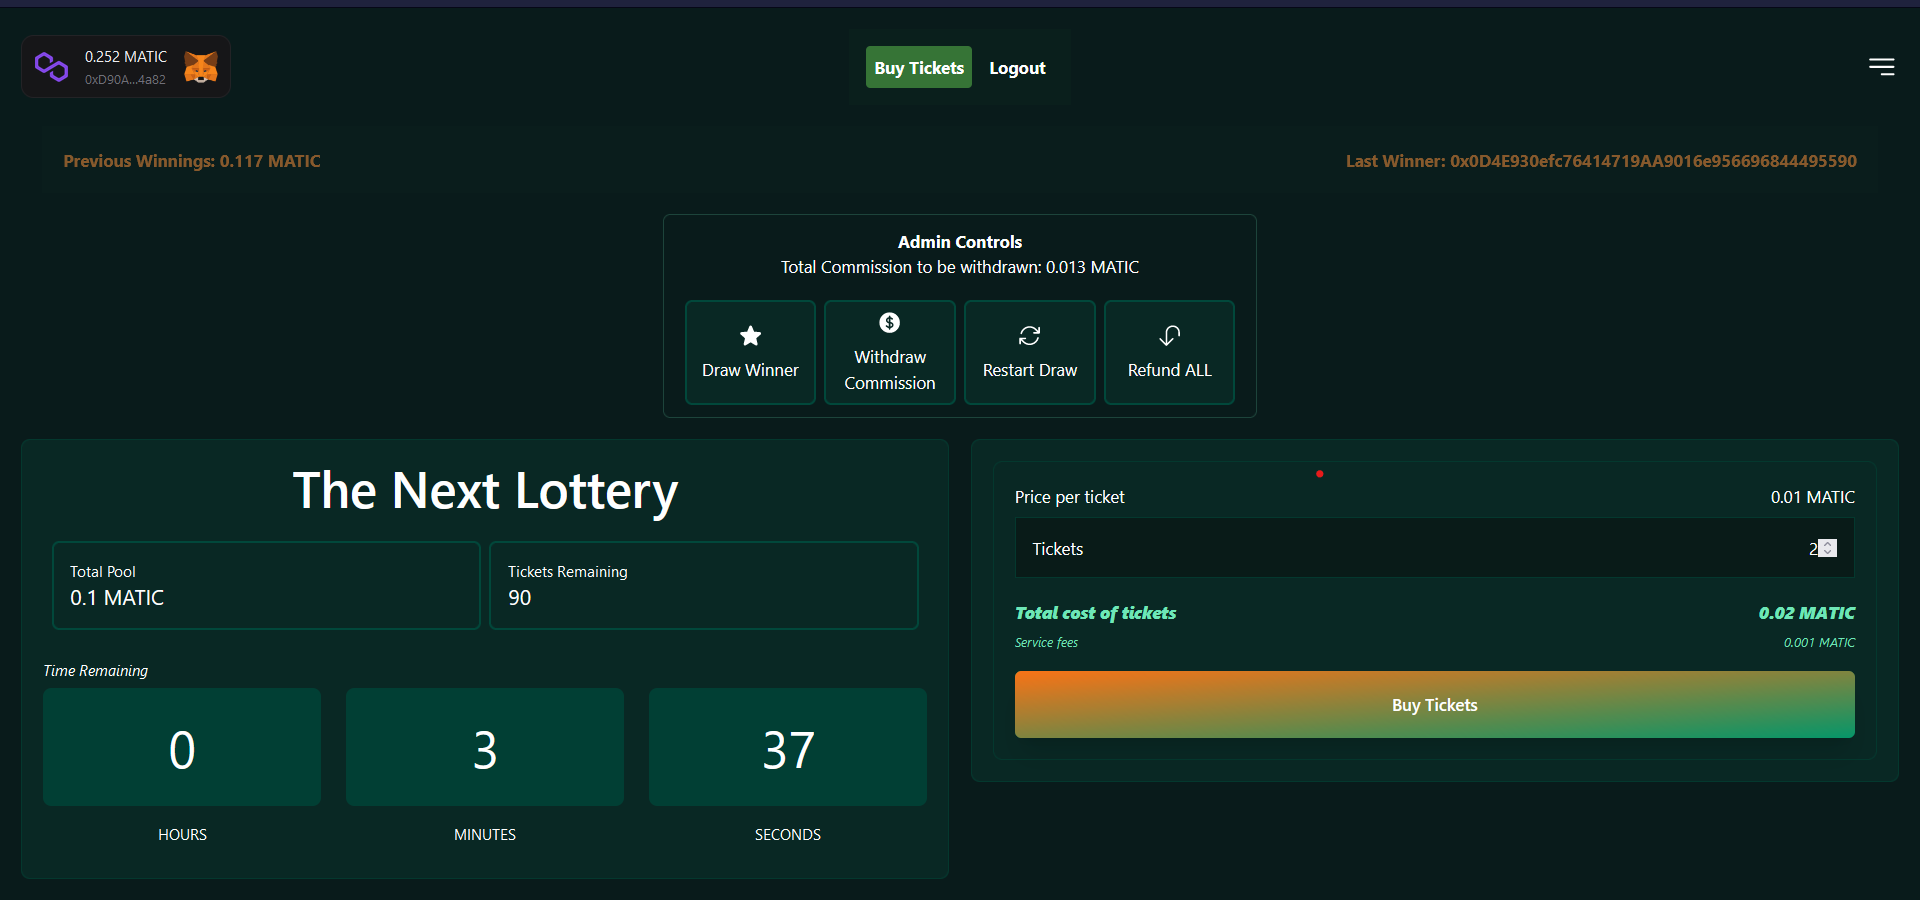 0.252 MATIC
0xD90A...4a82
Buy Tickets
Logout
Previous Winnings: 0.117 MATIC
Last Winner: 0x0D4E930efc76414719AA9016e956696844495590
Admin Controls
Total Commission to be withdrawn: 0.013 MATIC
Draw Winner
Withdraw
Commission
Restart Draw
Refund ALL
The Next Lottery
Total Pool
0.1 MATIC
Tickets Remaining
90
Time Remaining
0
3
37
HOURS
MINUTES
SECONDS
Price per ticket
0.01 MATIC
Tickets
2
Total cost of tickets
0.02 MATIC
Service fees
0.001 MATIC
Buy Tickets